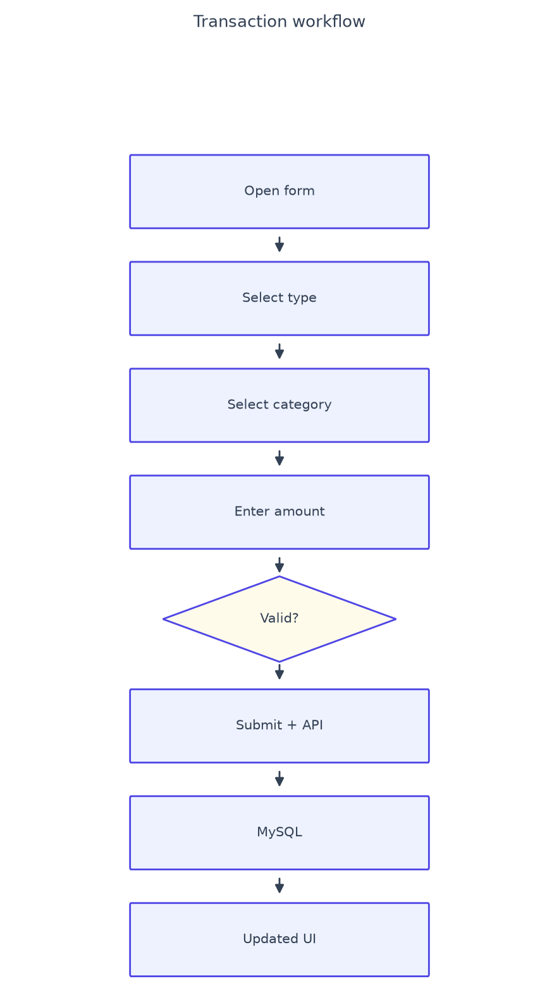 Transaction workflow
Open form
Select type
Select category
Enter amount
Valid?
Submit + API
MySQL
Updated UI